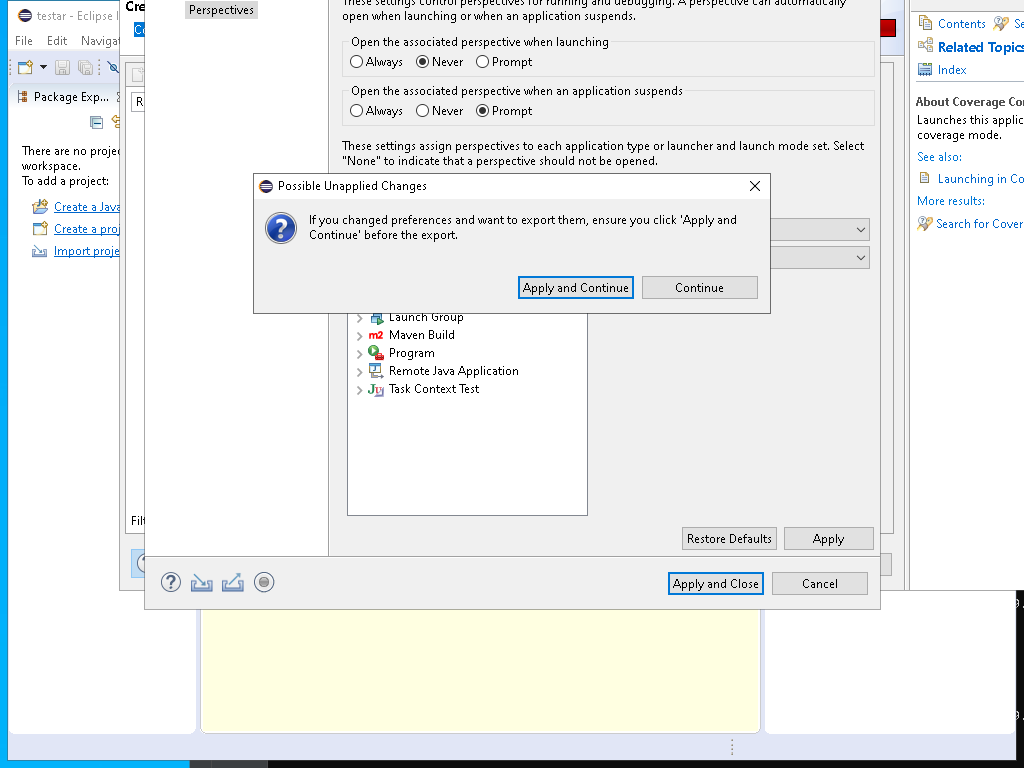 testar - Eclipse I
File Edit Navigat
Package Exp...
There are no proje
workspace.
To add a project:
Create a Java
Create a proj
Import proje
Cre
Co
R
Filt
Perspectives
These settings control perspectives for running and debugging. A perspective can automatically
open when launching or when an application suspends.
Open the associated perspective when launching
Always Never Prompt
Open the associated perspective when an application suspends
Always Never Prompt
These settings assign perspectives to each application type or launcher and launch mode set. Select
"None" to indicate that a perspective should not be opened.
Possible Unapplied Changes
If you changed preferences and want to export them, ensure you click 'Apply and
Continue' before the export.
Apply and Continue Continue
Launch Group
m2 Maven Build
Program
Remote Java Application
Task Context Test
Restore Defaults Apply
Apply and Close Cancel
Contents Se
Related Topics
Index
About Coverage Co
Launches this applic
coverage mode.
See also:
Launching in Co
More results:
Search for Cover